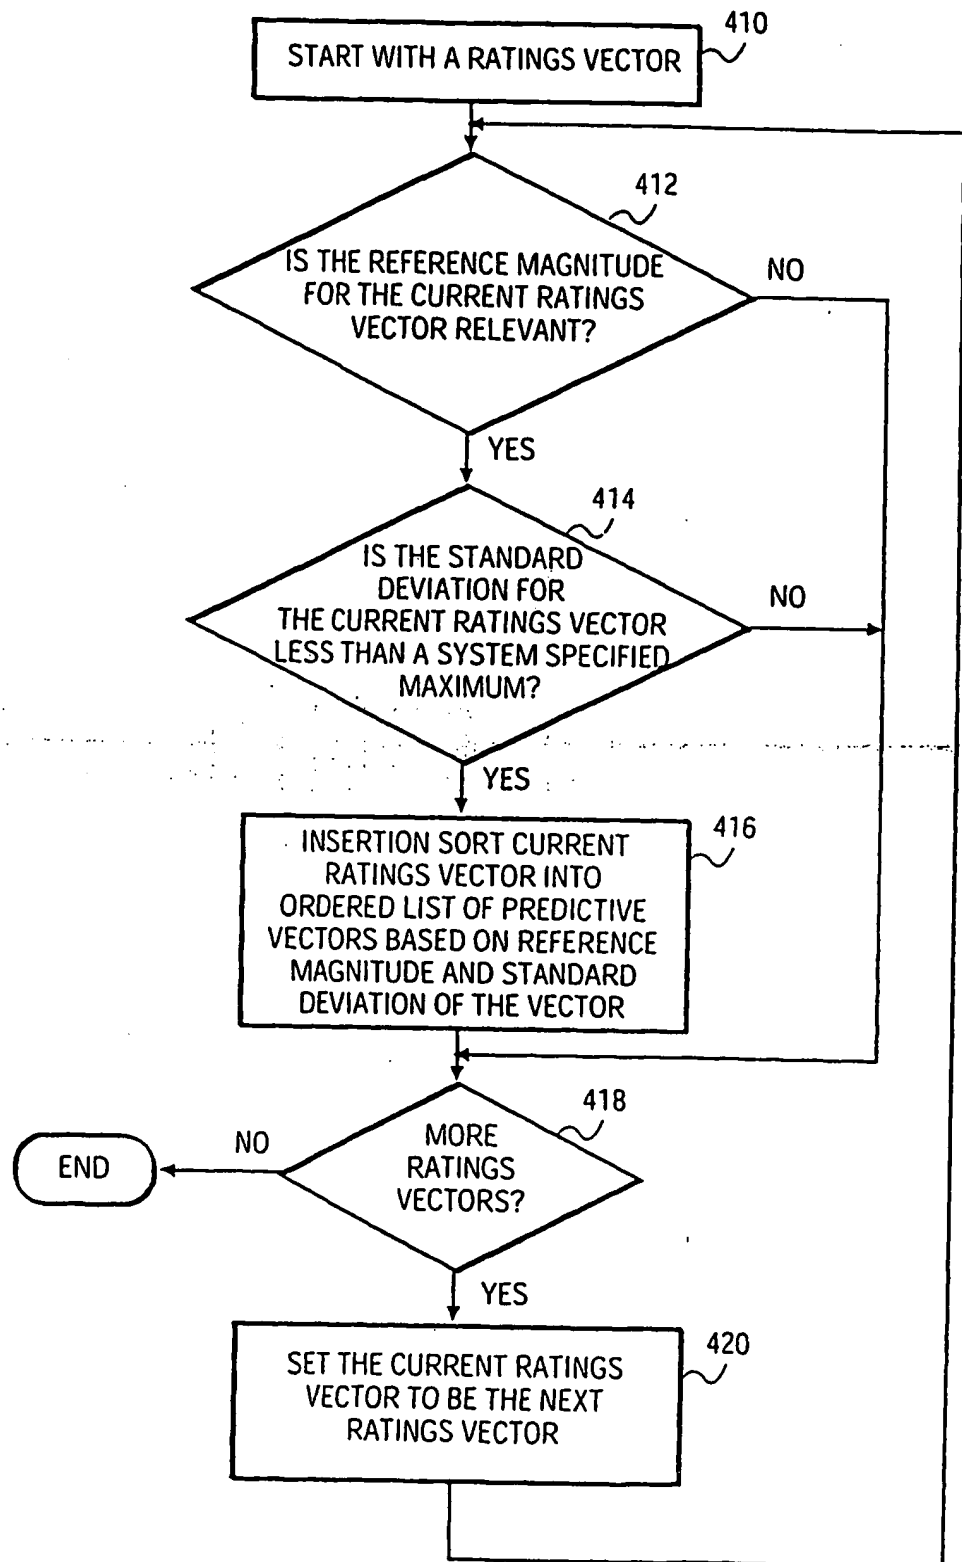 410
START WITH A RATINGS VECTOR
412
IS THE REFERENCE MAGNITUDE
FOR THE CURRENT RATINGS
VECTOR RELEVANT?
NO
YES
414
IS THE STANDARD
DEVIATION FOR
THE CURRENT RATINGS VECTOR
LESS THAN A SYSTEM SPECIFIED
MAXIMUM?
NO
YES
416
INSERTION SORT CURRENT
RATINGS VECTOR INTO
ORDERED LIST OF PREDICTIVE
VECTORS BASED ON REFERENCE
MAGNITUDE AND STANDARD
DEVIATION OF THE VECTOR
418
MORE
RATINGS
VECTORS?
NO
END
YES
420
SET THE CURRENT RATINGS
VECTOR TO BE THE NEXT
RATINGS VECTOR